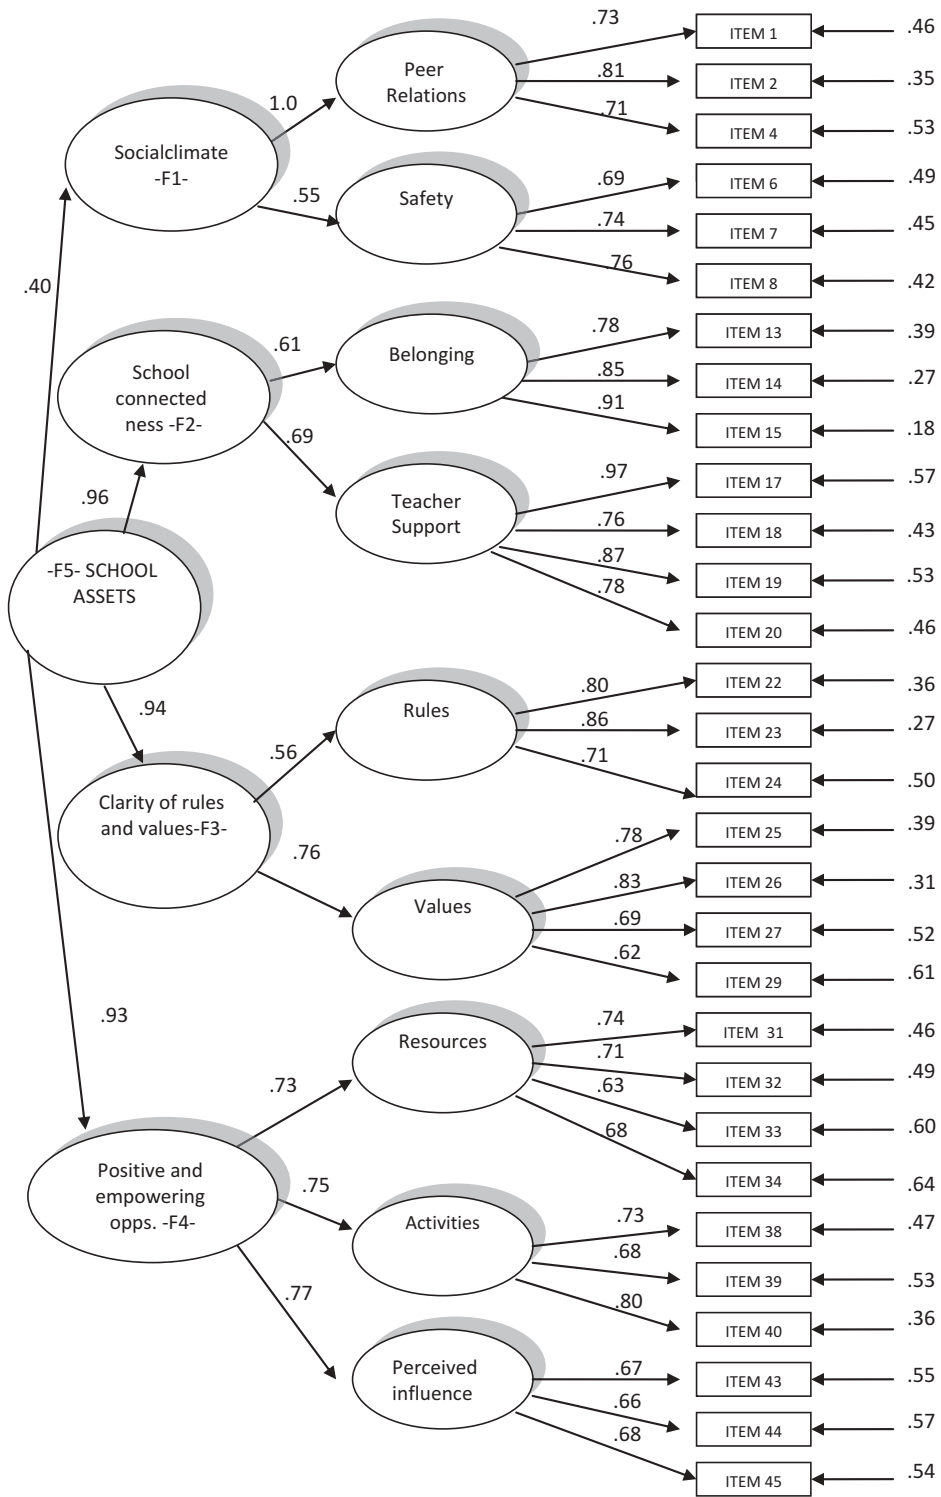 .73
ITEM 1
.46
Peer
Relations
.81
ITEM 2
.35
.71
ITEM 4
.53
1.0
Socialclimate
-F1-
.55
Safety
.69
ITEM 6
.49
.74
ITEM 7
.45
.76
ITEM 8
.42
.40
School
connected
ness -F2-
.61
Belonging
.78
ITEM 13
.39
.85
ITEM 14
.27
.91
ITEM 15
.18
.69
Teacher
Support
.97
ITEM 17
.57
.76
ITEM 18
.43
.87
ITEM 19
.53
.78
ITEM 20
.46
.96
-F5- SCHOOL
ASSETS
.94
Clarity of rules
and values-F3-
.56
Rules
.80
ITEM 22
.36
.86
ITEM 23
.27
.71
ITEM 24
.50
.76
Values
.78
ITEM 25
.39
.83
ITEM 26
.31
.69
ITEM 27
.52
.62
ITEM 29
.61
.93
Positive and
empowering
opps. -F4-
.73
Resources
.74
ITEM 31
.46
.71
ITEM 32
.49
.63
ITEM 33
.60
.68
ITEM 34
.64
.75
Activities
.73
ITEM 38
.47
.68
ITEM 39
.53
.80
ITEM 40
.36
.77
Perceived
influence
.67
ITEM 43
.55
.66
ITEM 44
.57
.68
ITEM 45
.54